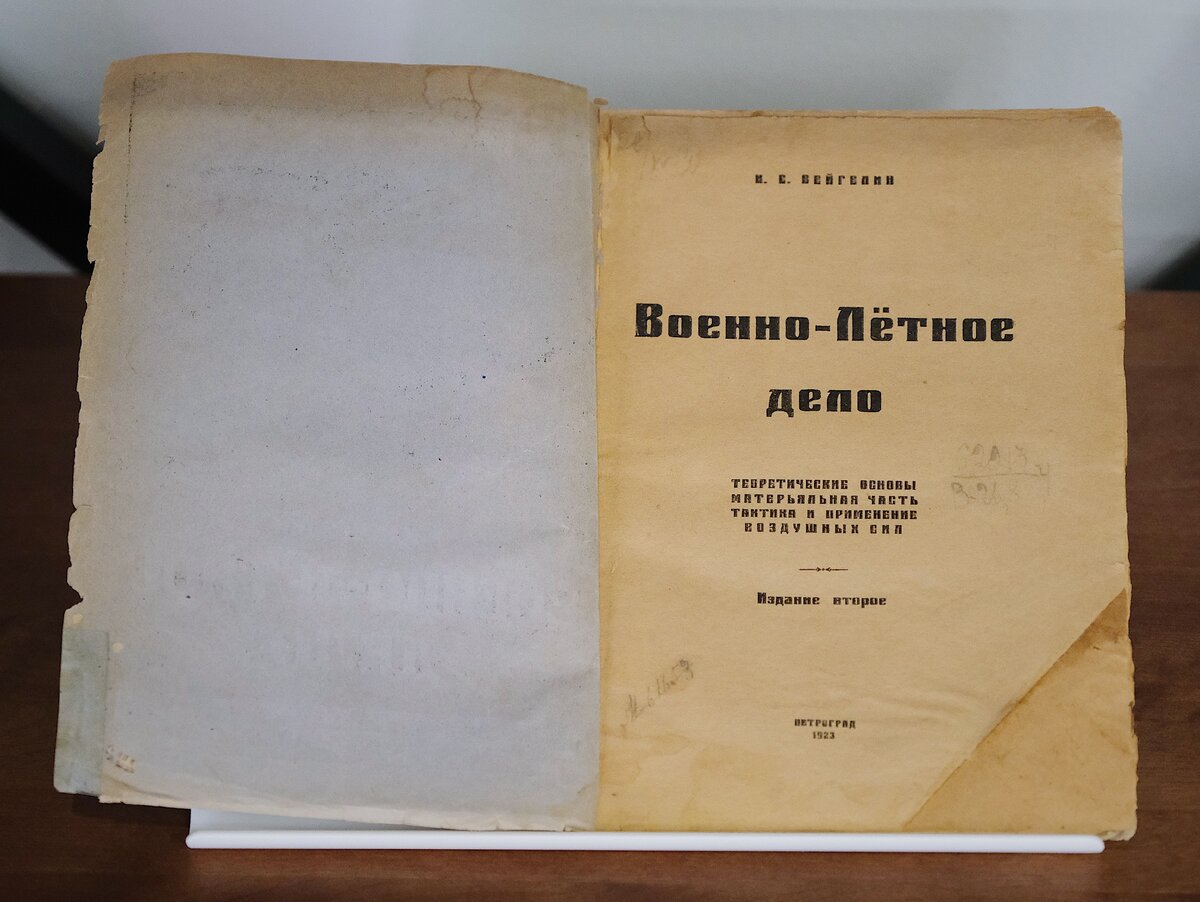 К. Е. ВЕЙГЕЛИН
Военно-Лётное
дело
ТЕОРЕТИЧЕСКИЕ ОСНОВЫ
МАТЕРЬЯЛЬНАЯ ЧАСТЬ
ТАКТИКА И ПРИМЕНЕНИЕ
ВОЗДУШНЫХ СИЛ
Издание второе
ПЕТРОГРАД
1923